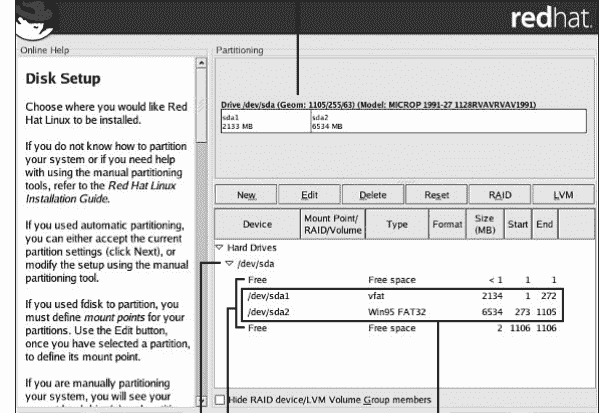 redhat.
Online Help
Partitioning
Disk Setup
Choose where you would like Red
Hat Linux to be installed.
If you do not know how to partition
your system or if you need help
with using the manual partitioning
tools, refer to the Red Hat Linux
Installation Guide.
If you used automatic partitioning,
you can either accept the current
partition settings (click Next), or
modify the setup using the manual
partitioning tool.
If you used fdisk to partition, you
must define mount points for your
partitions. Use the Edit button,
once you have selected a partition,
to define its mount point.
If you are manually partitioning
your system, you will see your
Drive /dev/sda (Geom: 1105/255/63) (Model: MICROP 1991-27 1128RVAVRVAV1991)
sda1 sda2
2133 MB 6534 MB
New Edit Delete Reset RAID LVM
Device Mount Point/ RAID/Volume Type Format Size (MB) Start End
Hard Drives
/dev/sda
Free Free space < 1 1 1
/dev/sda1 vfat 2134 1 272
/dev/sda2 Win95 FAT32 6534 273 1105
Free Free space 2 1106 1106
Hide RAID device/LVM Volume Group members